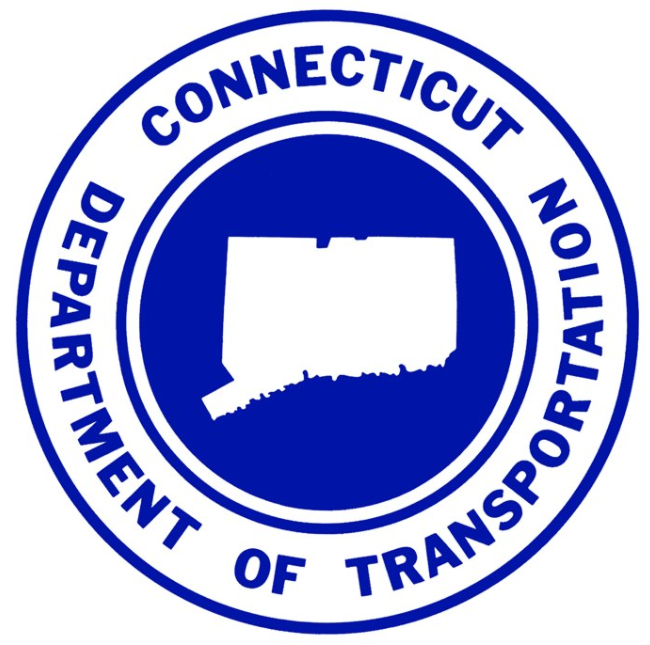 CONNECTICUT
DEPARTMENT OF TRANSPORTATION